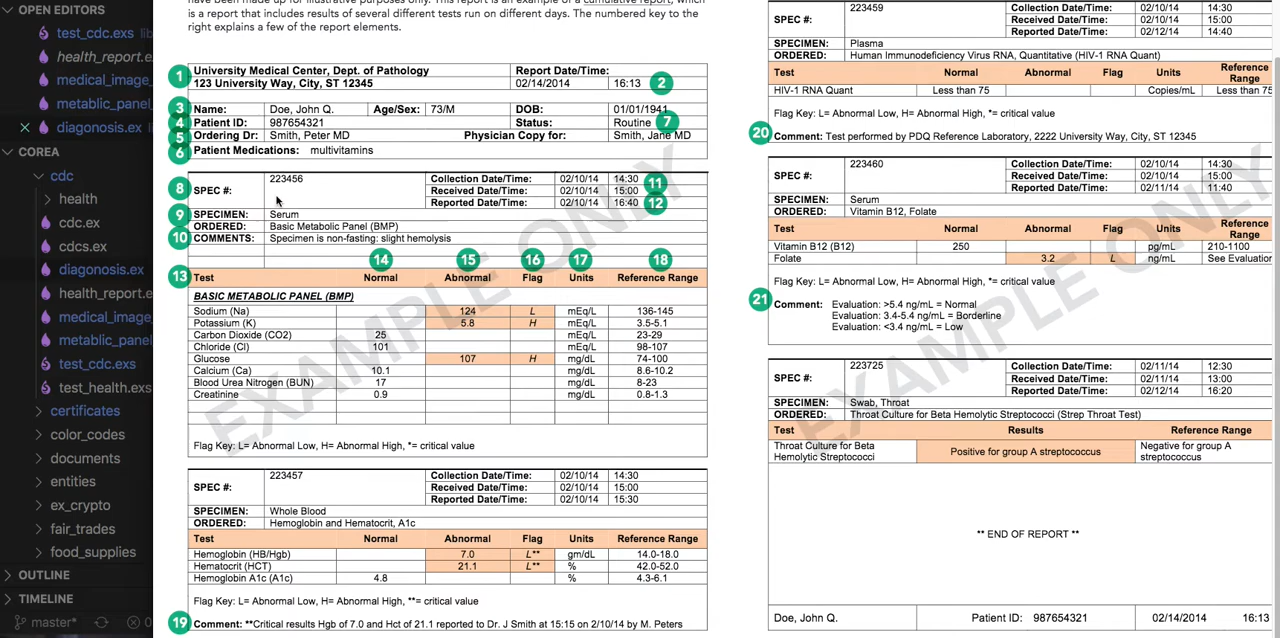 OPEN EDITORS
test_cdc.exs lib
health_report.e
medical_image_
metablic_panel
diagonosis.ex li
COREA
cdc
health
cdc.ex
cdcs.ex
diagonosis.ex
health_report.e
medical_image_
metablic_panel
test_cdc.exs
test_health.exs
certificates
color_codes
documents
entities
ex_crypto
fair_trades
food_supplies
OUTLINE
TIMELINE
master* 0
have been made up for illustrative purposes only. This report is an example of a cumulative report, which
is a report that includes results of several different tests run on different days. The numbered key to the
right explains a few of the report elements.
1 University Medical Center, Dept. of Pathology Report Date/Time:
123 University Way, City, ST 12345 02/14/2014 16:13 2
3 Name: Doe, John Q. Age/Sex: 73/M DOB: 01/01/1941
4 Patient ID: 987654321 Status: Routine 7
5 Ordering Dr: Smith, Peter MD Physician Copy for: Smith, Jane MD
6 Patient Medications: multivitamins
8 SPEC #: 223456 Collection Date/Time: 02/10/14 14:30
Received Date/Time: 02/10/14 15:00 11
Reported Date/Time: 02/10/14 16:40 12
9 SPECIMEN: Serum
ORDERED: Basic Metabolic Panel (BMP)
10 COMMENTS: Specimen is non-fasting: slight hemolysis
14 15 16 17 18
13 Test Normal Abnormal Flag Units Reference Range
BASIC METABOLIC PANEL (BMP)
Sodium (Na) 124 L mEq/L 136-145
Potassium (K) 5.8 H mEq/L 3.5-5.1
Carbon Dioxide (CO2) 25 mEq/L 23-29
Chloride (Cl) 101 mEq/L 98-107
Glucose 107 H mg/dL 74-100
Calcium (Ca) 10.1 mg/dL 8.6-10.2
Blood Urea Nitrogen (BUN) 17 mg/dL 8-23
Creatinine 0.9 mg/dL 0.8-1.3
Flag Key: L= Abnormal Low, H= Abnormal High, *= critical value
EXAMPLE ONLY
SPEC #: 223457 Collection Date/Time: 02/10/14 14:30
Received Date/Time: 02/10/14 15:00
Reported Date/Time: 02/10/14 15:30
SPECIMEN: Whole Blood
ORDERED: Hemoglobin and Hematocrit, A1c
Test Normal Abnormal Flag Units Reference Range
Hemoglobin (HB/Hgb) 7.0 L** gm/dL 14.0-18.0
Hematocrit (HCT) 21.1 L** % 42.0-52.0
Hemoglobin A1c (A1c) 4.8 % 4.3-6.1
Flag Key: L= Abnormal Low, H= Abnormal High, **= critical value
19 Comment: **Critical results Hgb of 7.0 and Hct of 21.1 reported to Dr. J Smith at 15:15 on 2/10/14 by M. Peters
SPEC #: 223459 Collection Date/Time: 02/10/14 14:30
Received Date/Time: 02/10/14 15:00
Reported Date/Time: 02/12/14 14:40
SPECIMEN: Plasma
ORDERED: Human Immunodeficiency Virus RNA, Quantitative (HIV-1 RNA Quant)
Test Normal Abnormal Flag Units Reference Range
HIV-1 RNA Quant Less than 75 Copies/mL Less than 75
Flag Key: L= Abnormal Low, H= Abnormal High, *= critical value
20 Comment: Test performed by PDQ Reference Laboratory, 2222 University Way, City, ST 12345
SPEC #: 223460 Collection Date/Time: 02/10/14 14:30
Received Date/Time: 02/10/14 15:00
Reported Date/Time: 02/11/14 11:40
SPECIMEN: Serum
ORDERED: Vitamin B12, Folate
Test Normal Abnormal Flag Units Reference Range
Vitamin B12 (B12) 250 pg/mL 210-1100
Folate 3.2 L ng/mL See Evaluation
Flag Key: L= Abnormal Low, H= Abnormal High, *= critical value
21 Comment: Evaluation: >5.4 ng/mL = Normal
Evaluation: 3.4-5.4 ng/mL = Borderline
Evaluation: <3.4 ng/mL = Low
EXAMPLE ONLY
SPEC #: 223725 Collection Date/Time: 02/11/14 12:30
Received Date/Time: 02/11/14 13:00
Reported Date/Time: 02/12/14 16:20
SPECIMEN: Swab, Throat
ORDERED: Throat Culture for Beta Hemolytic Streptococci (Strep Throat Test)
Test Results Reference Range
Throat Culture for Beta Hemolytic Streptococci Positive for group A streptococcus Negative for group A streptococcus
** END OF REPORT **
Doe, John Q. Patient ID: 987654321 02/14/2014 16:13